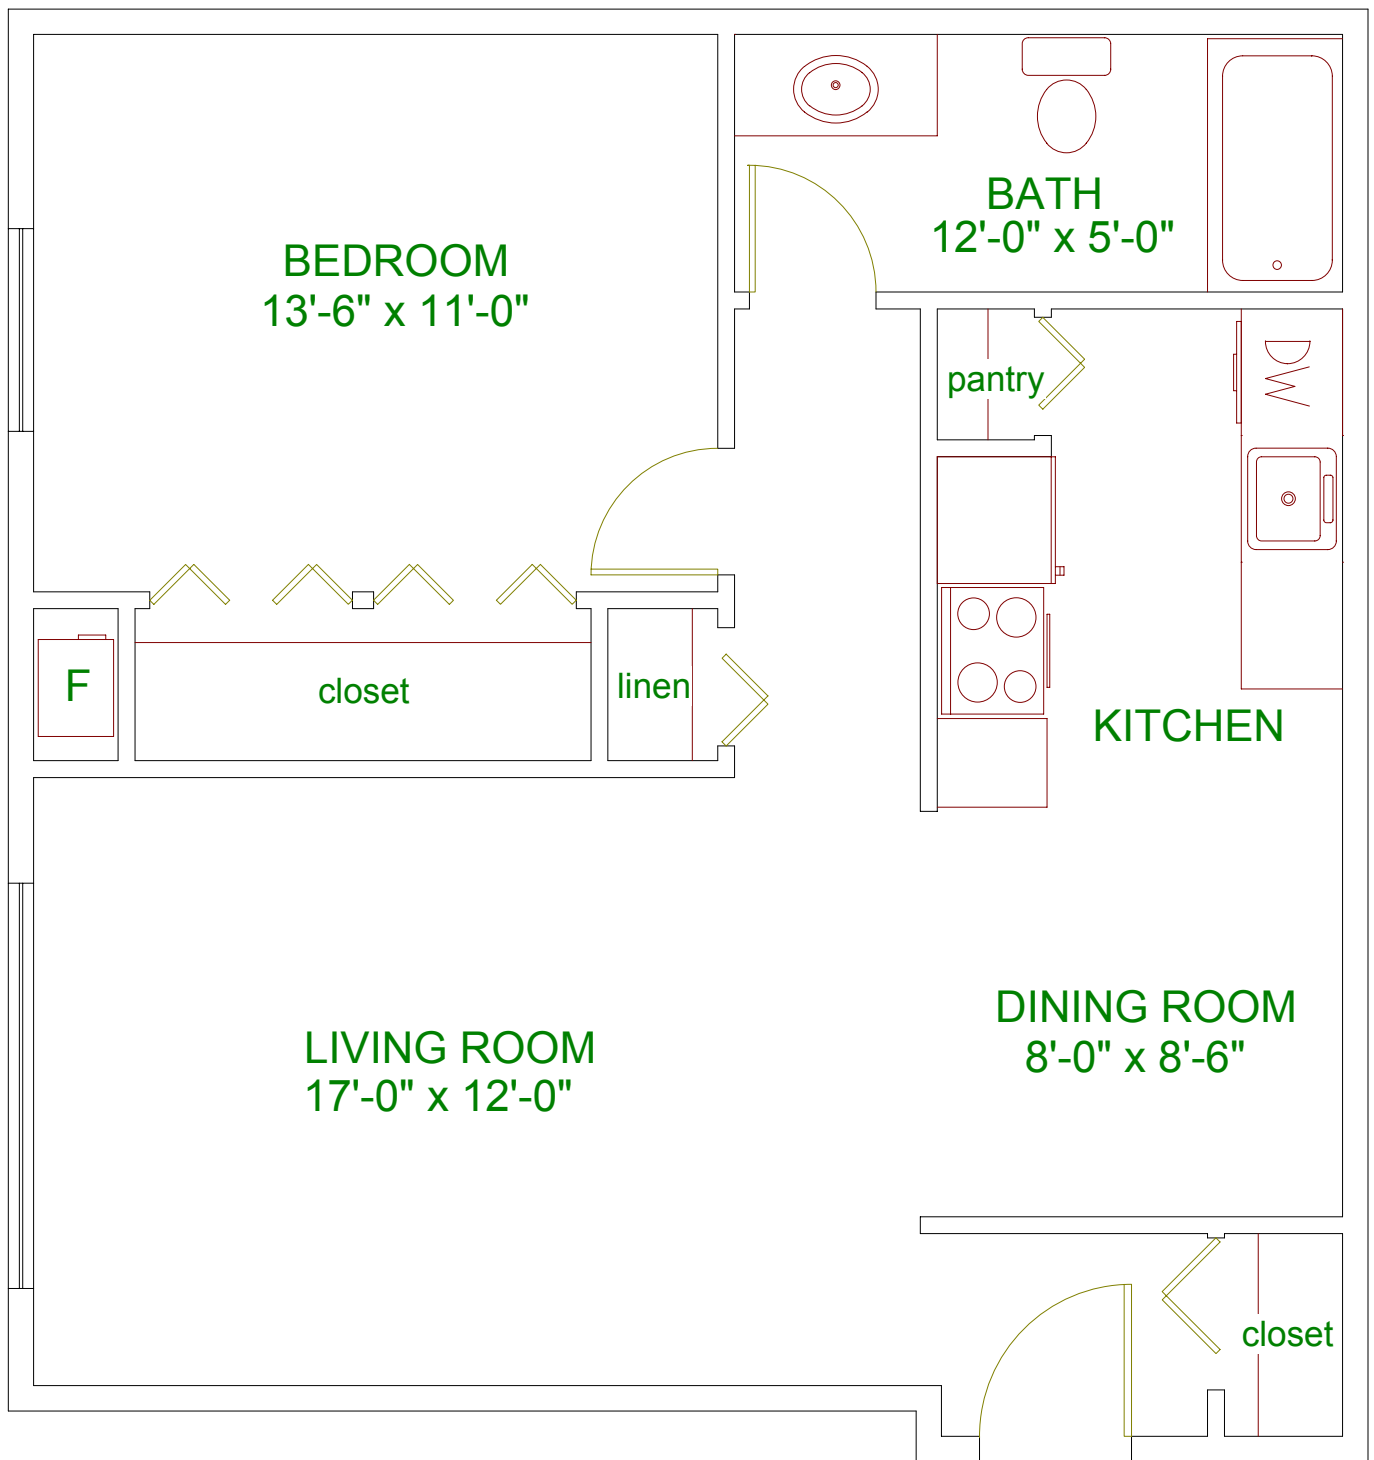 BATH
12'-0" x 5'-0"
BEDROOM
13'-6" x 11'-0"
pantry
DW
F
closet
linen
KITCHEN
DINING ROOM
8'-0" x 8'-6"
LIVING ROOM
17'-0" x 12'-0"
closet